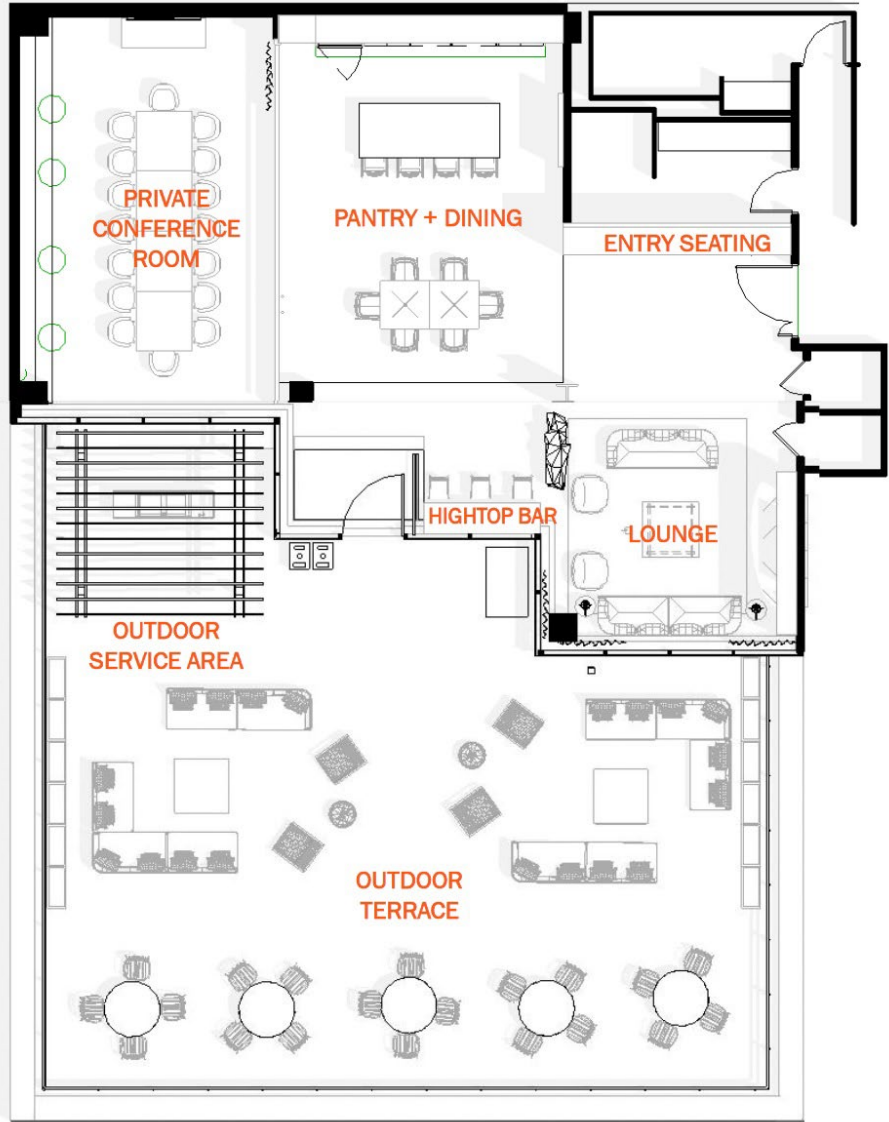 PRIVATE
CONFERENCE
ROOM
PANTRY + DINING
ENTRY SEATING
HIGHTOP BAR
LOUNGE
OUTDOOR
SERVICE AREA
OUTDOOR
TERRACE